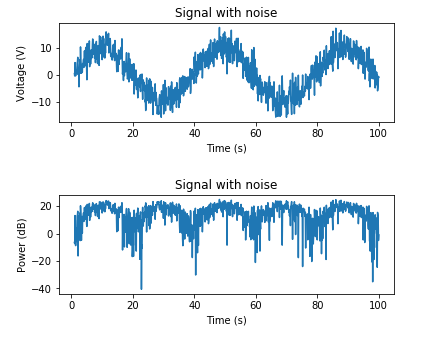 Signal with noise
Voltage (V)
10
0
−10
0 20 40 60 80 100
Time (s)
Signal with noise
Power (dB)
20
0
−20
−40
0 20 40 60 80 100
Time (s)